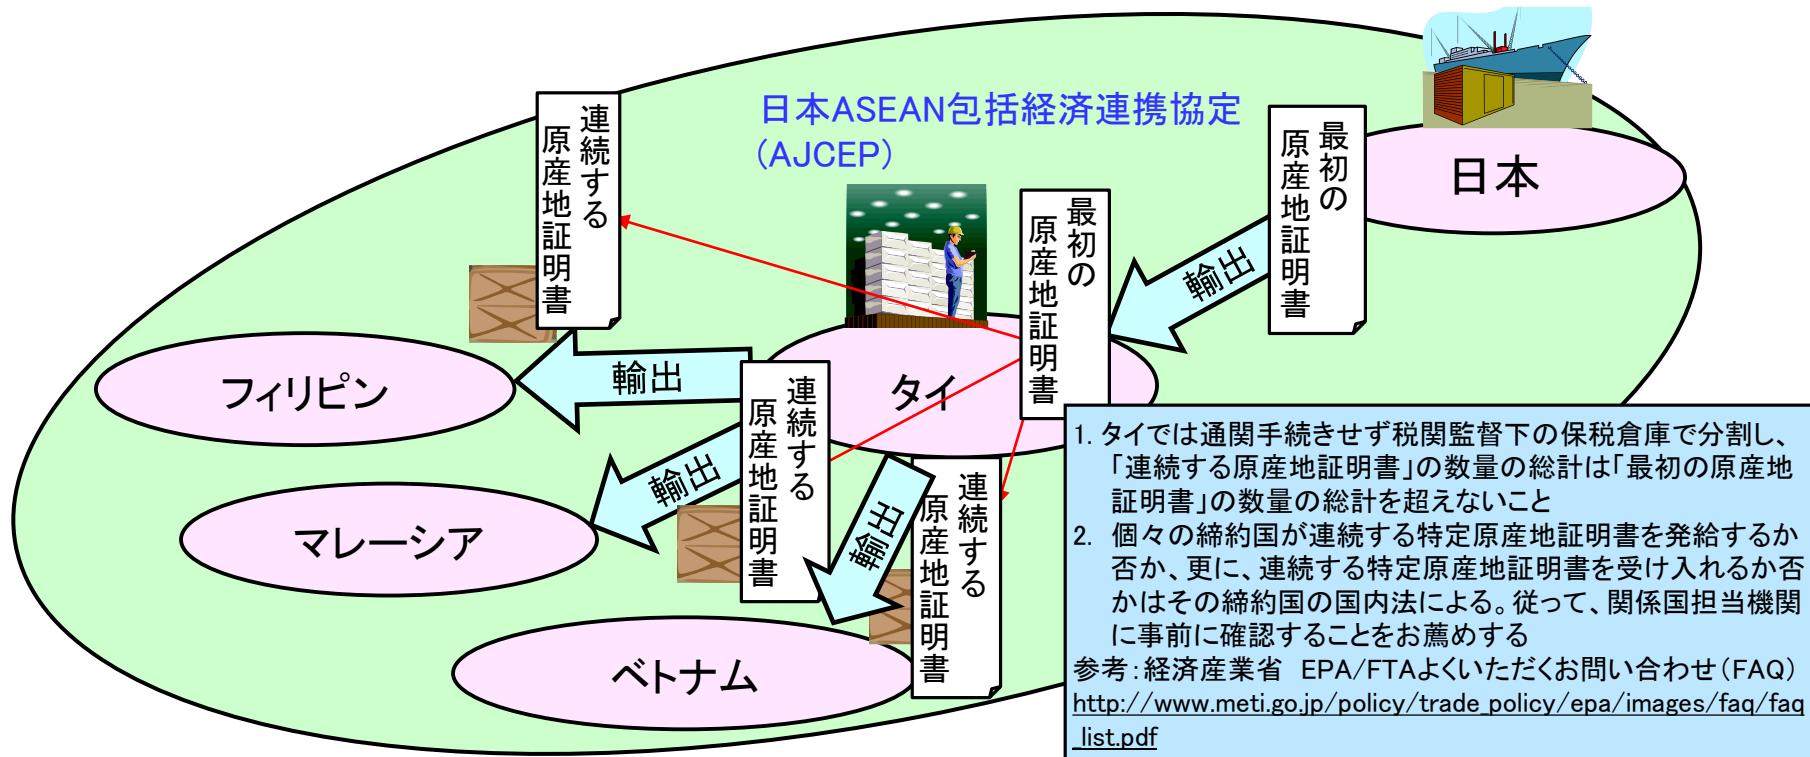 日本ASEAN包括経済連携協定
(AJCEP)
日本
最初の
原産地証明書
輸出
最初の
原産地証明書
タイ
連続する
原産地証明書
輸出
フィリピン
連続する
原産地証明書
輸出
マレーシア
連続する
原産地証明書
輸出
ベトナム
1. タイでは通関手続きせず税関監督下の保税倉庫で分割し、
「連続する原産地証明書」の数量の総計は「最初の原産地
証明書」の数量の総計を超えないこと
2. 個々の締約国が連続する特定原産地証明書を発給するか
否か、更に、連続する特定原産地証明書を受け入れるか否
かはその締約国の国内法による。従って、関係国担当機関
に事前に確認することをお薦めする
参考：経済産業省　EPA/FTAよくいただくお問い合わせ（FAQ）
http://www.meti.go.jp/policy/trade_policy/epa/images/faq/faq
_list.pdf